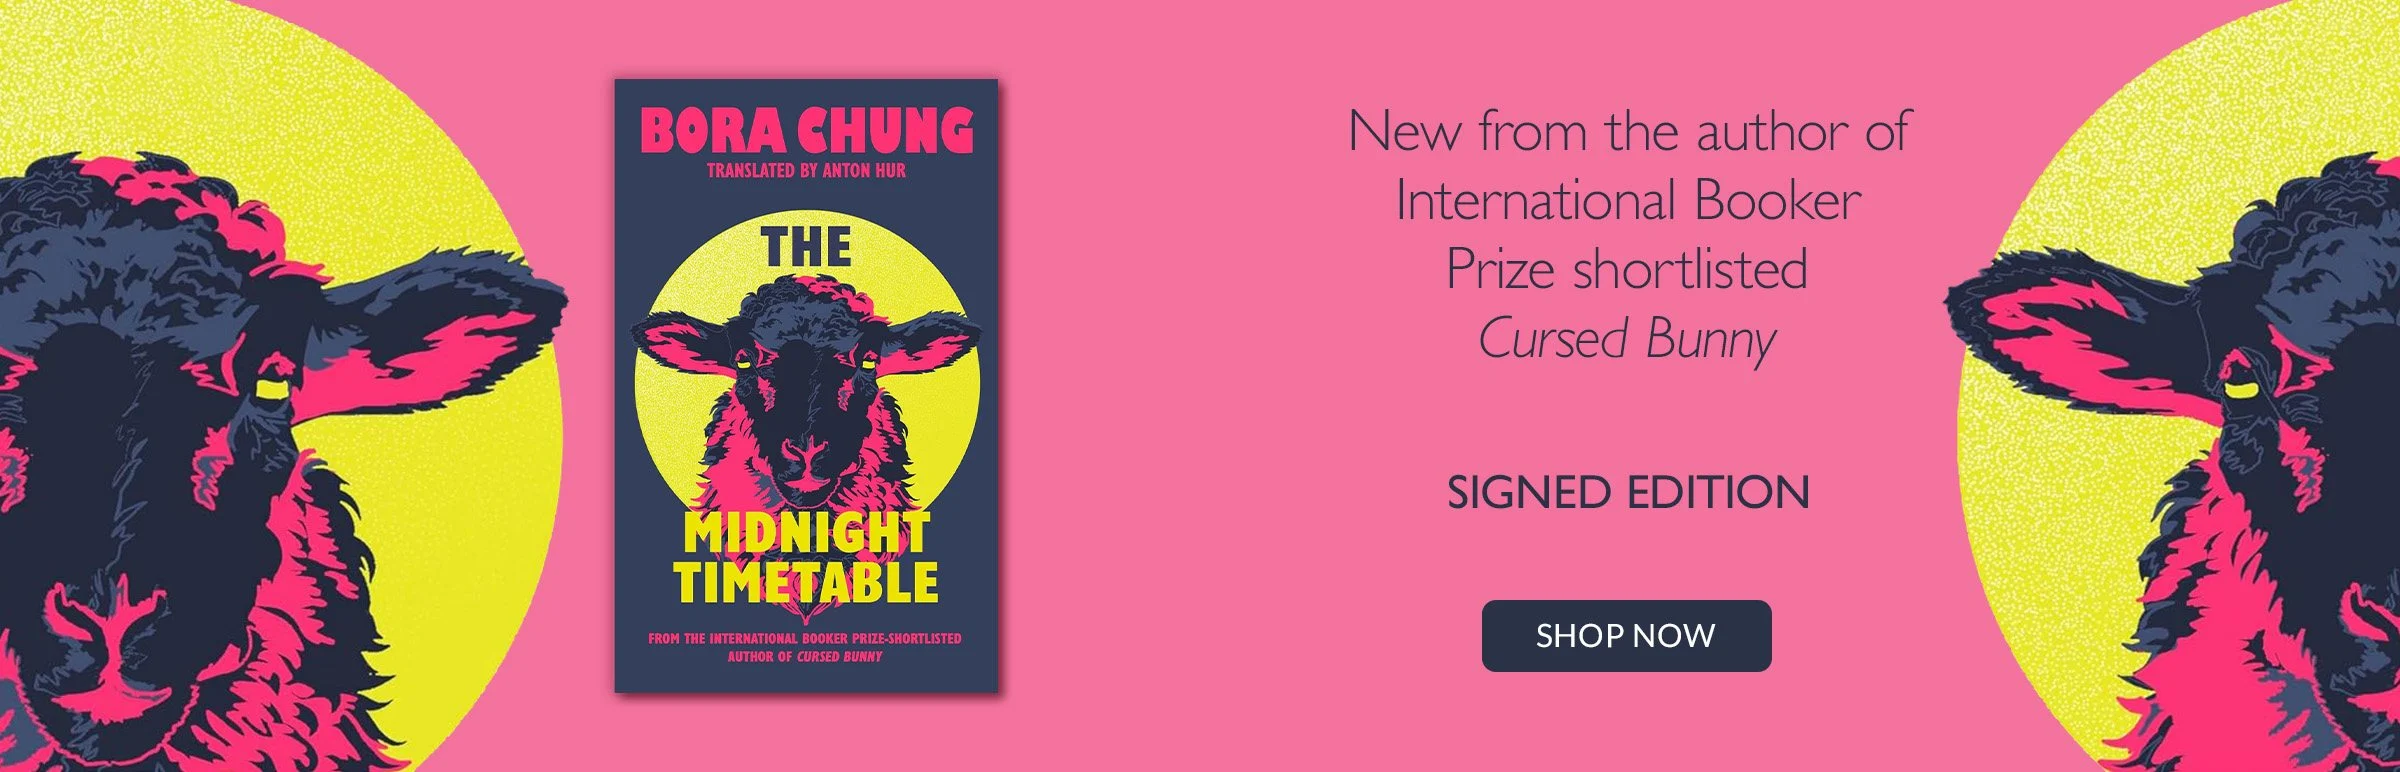 BORA CHUNG
TRANSLATED BY ANTON HUR
THE
MIDNIGHT
TIMETABLE
FROM THE INTERNATIONAL BOOKER PRIZE-SHORTLISTED
AUTHOR OF CURSED BUNNY
New from the author of
International Booker
Prize shortlisted
Cursed Bunny
SIGNED EDITION
SHOP NOW